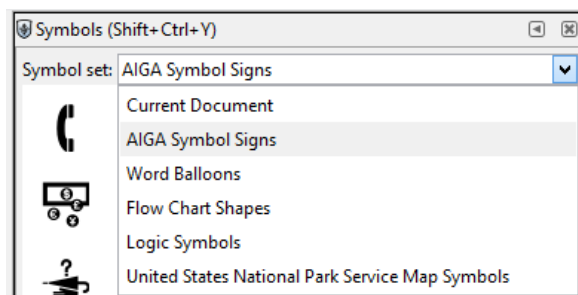 Symbols (Shift+Ctrl+Y)
Symbol set: AIGA Symbol Signs
Current Document
AIGA Symbol Signs
Word Balloons
Flow Chart Shapes
Logic Symbols
United States National Park Service Map Symbols